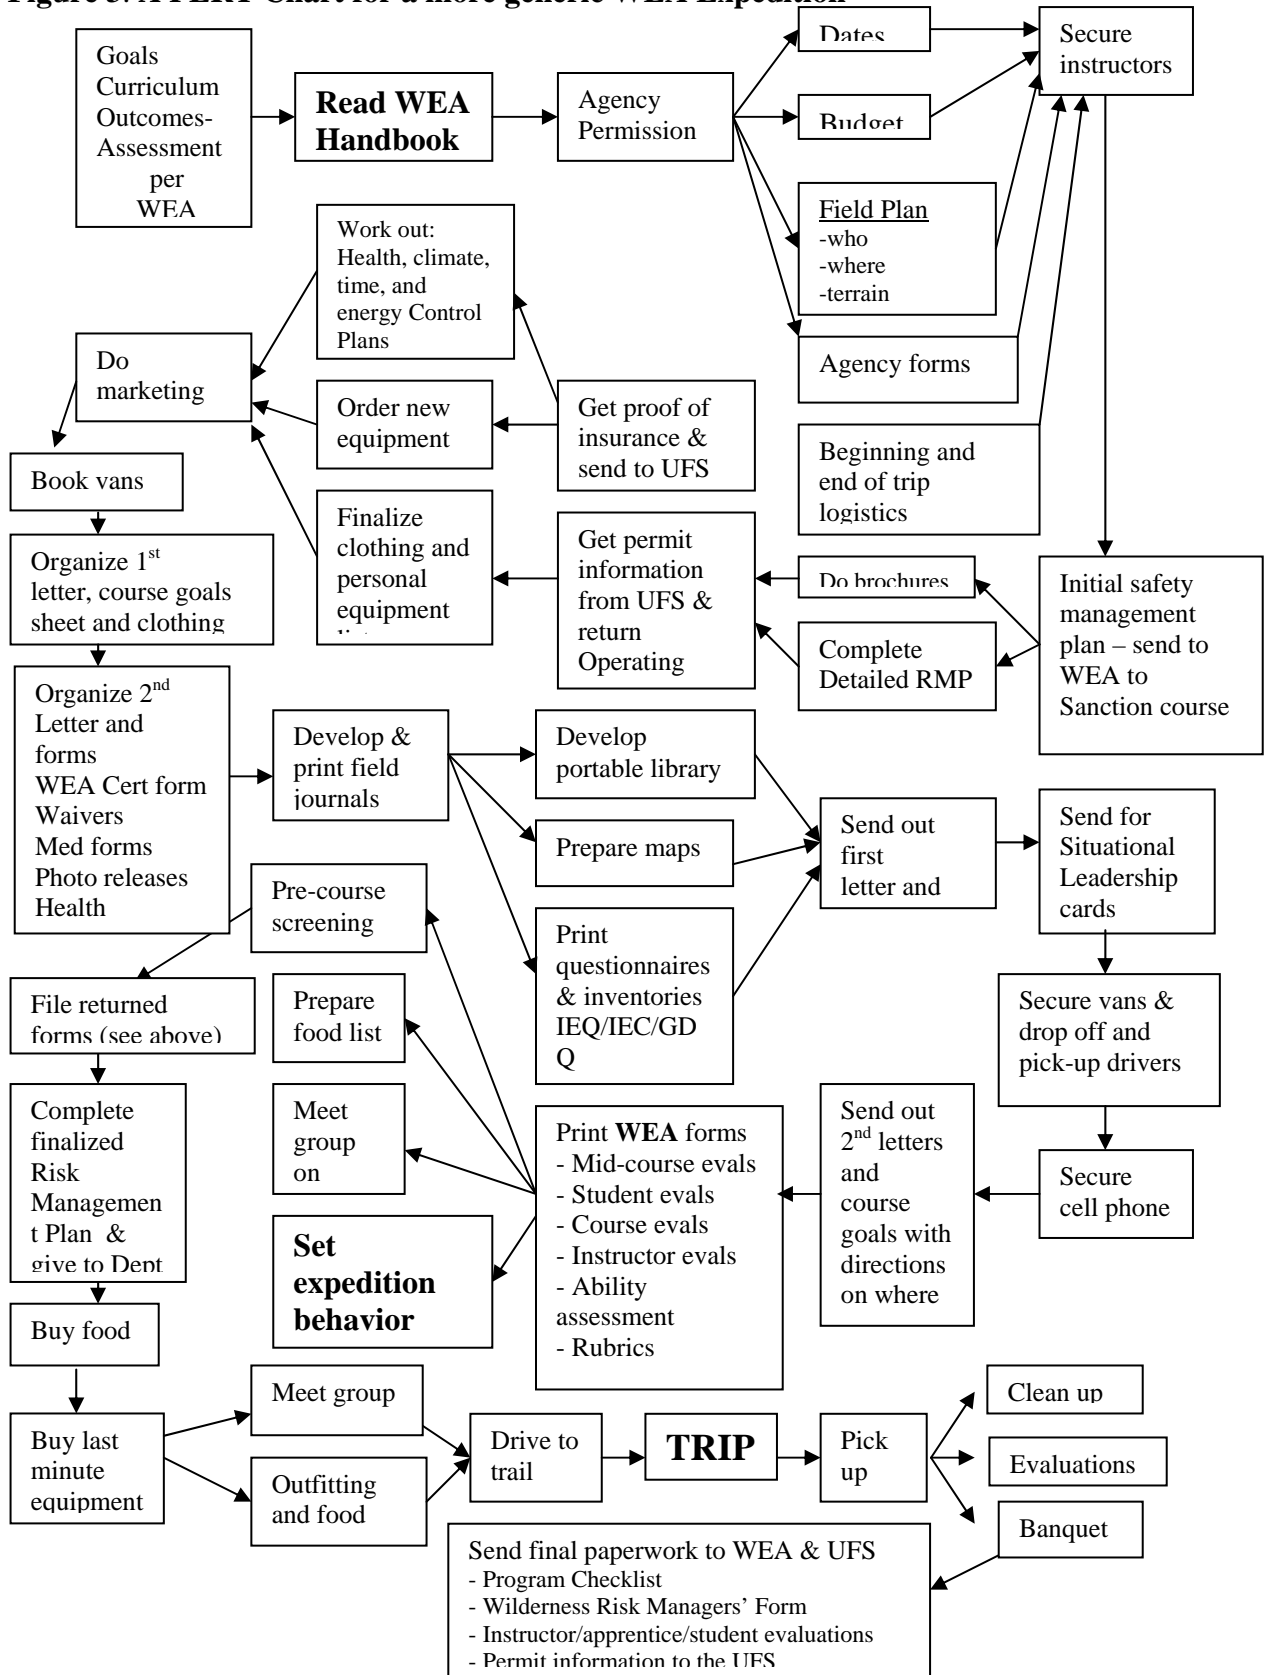 Figure 5. A PERT Chart for a more generic WEA Expedition
Goals
Curriculum
Outcomes-
Assessment
per
WEA
Read WEA
Handbook
Agency
Permission
Dates
Budget
Field Plan
-who
-where
-terrain
Agency forms
Beginning and
end of trip
logistics
Secure
instructors
Work out:
Health, climate,
time, and
energy Control
Plans
Do
marketing
Order new
equipment
Get proof of
insurance &
send to UFS
Book vans
Finalize
clothing and
personal
equipment
Get permit
information
from UFS &
return
Operating
Do brochures
Complete
Detailed RMP
Initial safety
management
plan – send to
WEA to
Sanction course
Organize 1st
letter, course goals
sheet and clothing
Organize 2nd
Letter and
forms
WEA Cert form
Waivers
Med forms
Photo releases
Health
Develop &
print field
journals
Develop
portable library
Prepare maps
Print
questionnaires
& inventories
IEQ/IEC/GD
Q
Send out
first
letter and
Send for
Situational
Leadership
cards
Pre-course
screening
File returned
forms (see above)
Prepare
food list
Secure vans &
drop off and
pick-up drivers
Complete
finalized
Risk
Managemen
t Plan &
give to Dept
Meet
group
on
Set
expedition
behavior
Print WEA forms
- Mid-course evals
- Student evals
- Course evals
- Instructor evals
- Ability
assessment
- Rubrics
Send out
2nd letters
and
course
goals with
directions
on where
Secure
cell phone
Buy food
Buy last
minute
equipment
Meet group
Outfitting
and food
Drive to
trail
TRIP
Pick
up
Clean up
Evaluations
Banquet
Send final paperwork to WEA & UFS
- Program Checklist
- Wilderness Risk Managers' Form
- Instructor/apprentice/student evaluations
- Permit information to the UFS